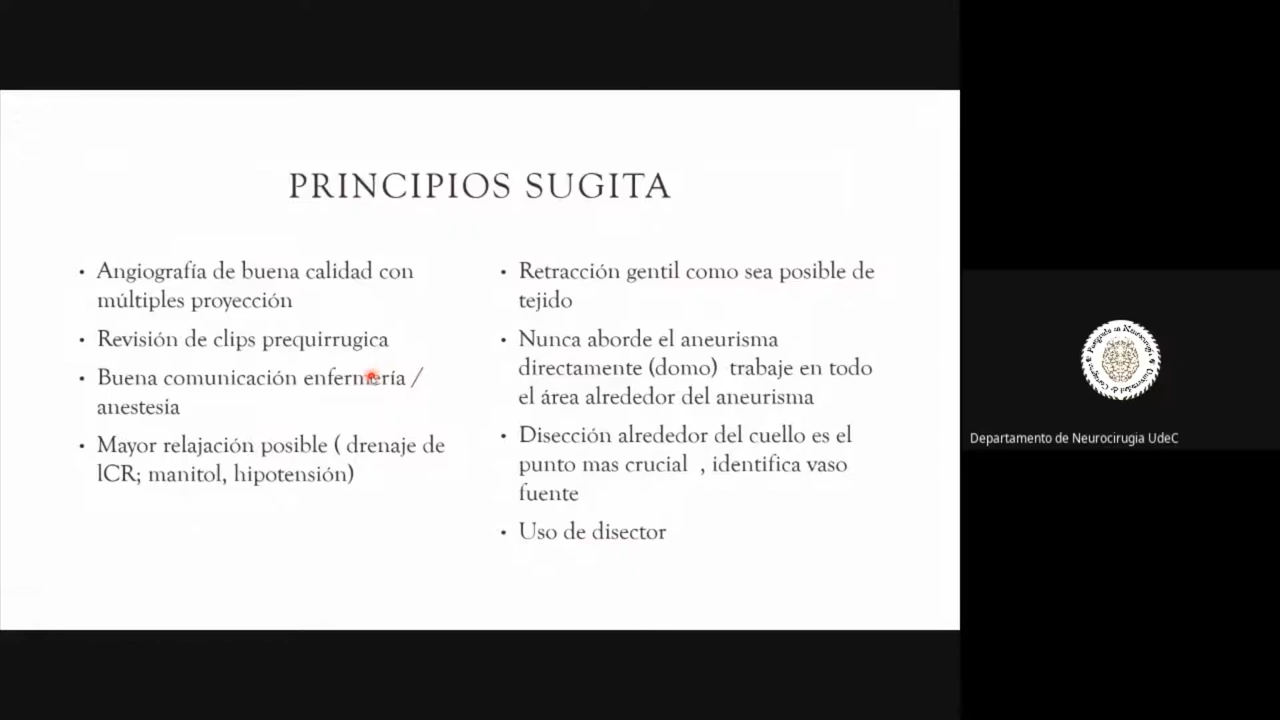 PRINCIPIOS SUGITA
• Angiografía de buena calidad con
múltiples proyección
• Revisión de clips prequirrugica
• Buena comunicación enfermería /
anestesia
• Mayor relajación posible ( drenaje de
lCR; manitol, hipotensión)
• Retracción gentil como sea posible de
tejido
• Nunca aborde el aneurisma
directamente (domo) trabaje en todo
el área alrededor del aneurisma
• Disección alrededor del cuello es el
punto mas crucial , identifica vaso
fuente
• Uso de disector
Departamento de Neurocirugia UdeC